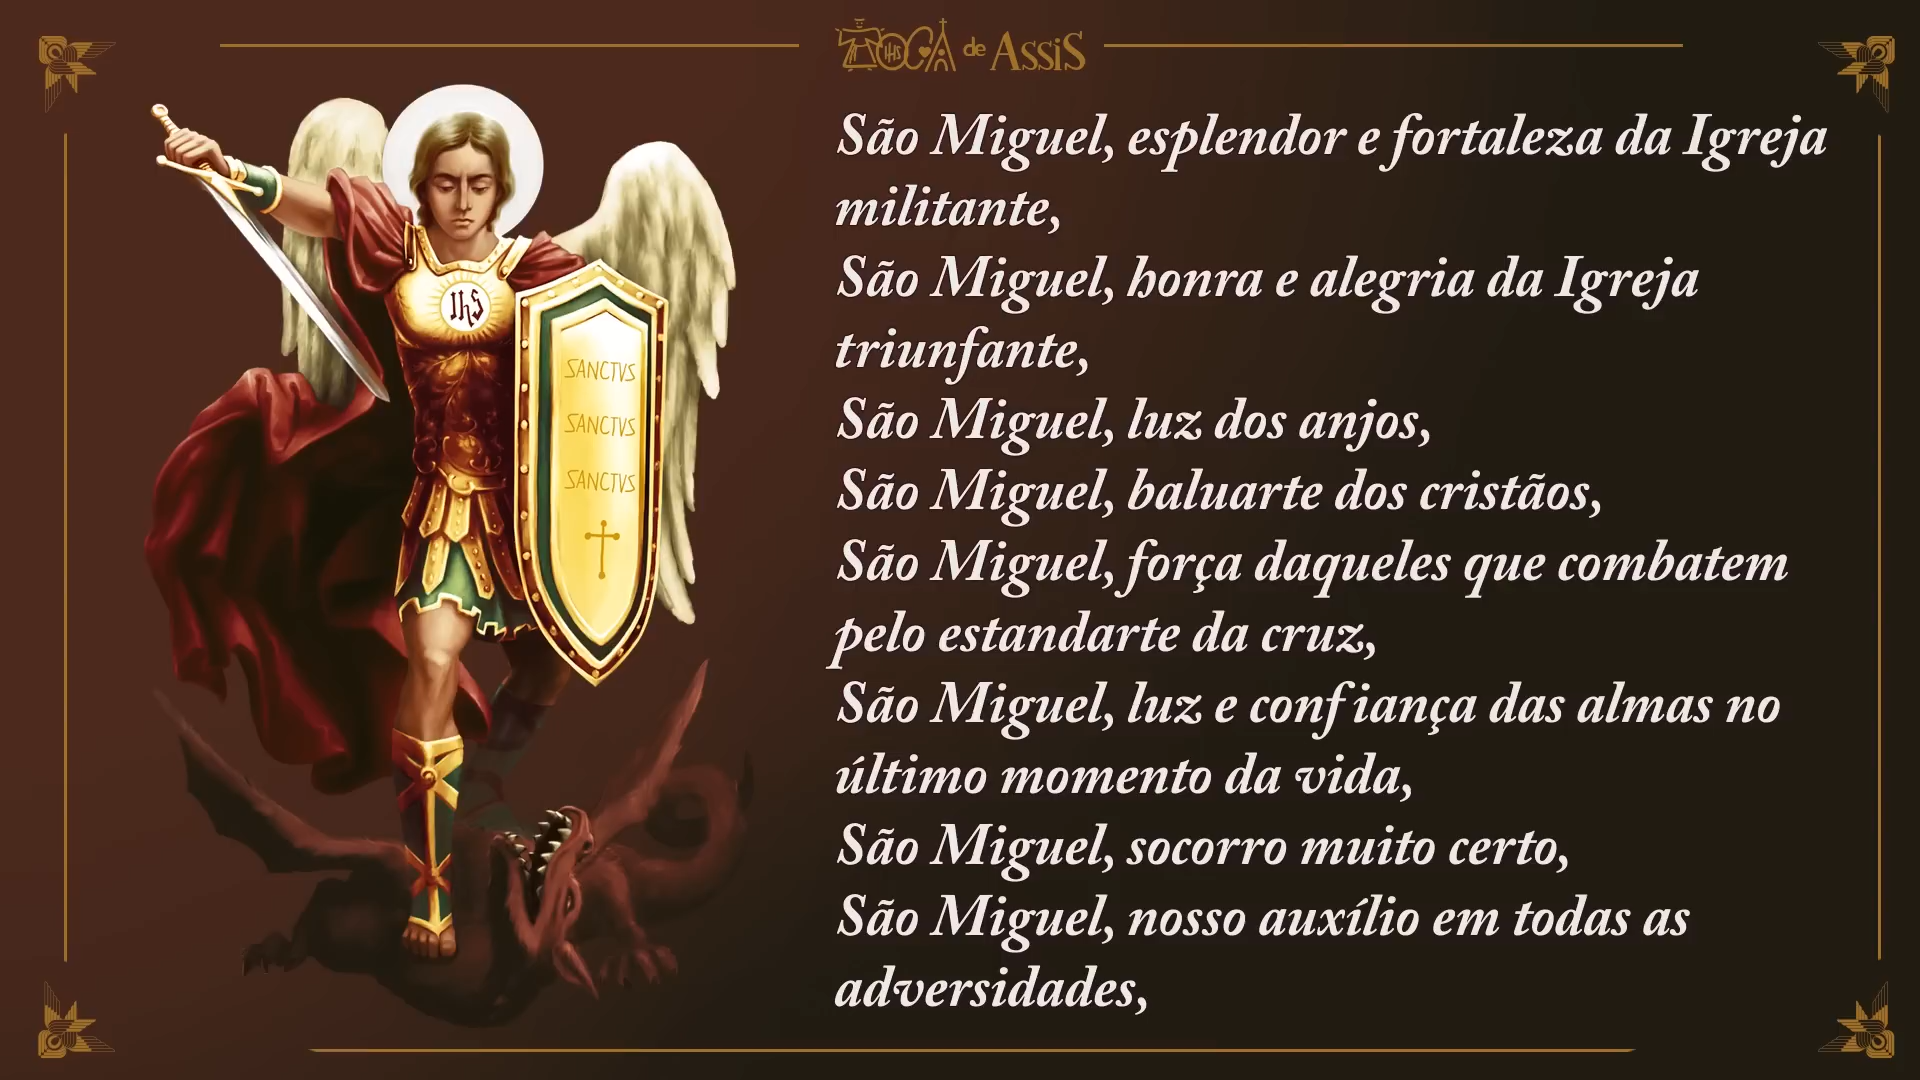 TOCA de ASSIS
IHS
São Miguel, esplendor e fortaleza da Igreja
militante,
São Miguel, honra e alegria da Igreja
triunfante,
São Miguel, luz dos anjos,
São Miguel, baluarte dos cristãos,
São Miguel, força daqueles que combatem
pelo estandarte da cruz,
São Miguel, luz e confiança das almas no
último momento da vida,
São Miguel, socorro muito certo,
São Miguel, nosso auxílio em todas as
adversidades,
IhS
SANCTVS
SANCTVS
SANCTVS